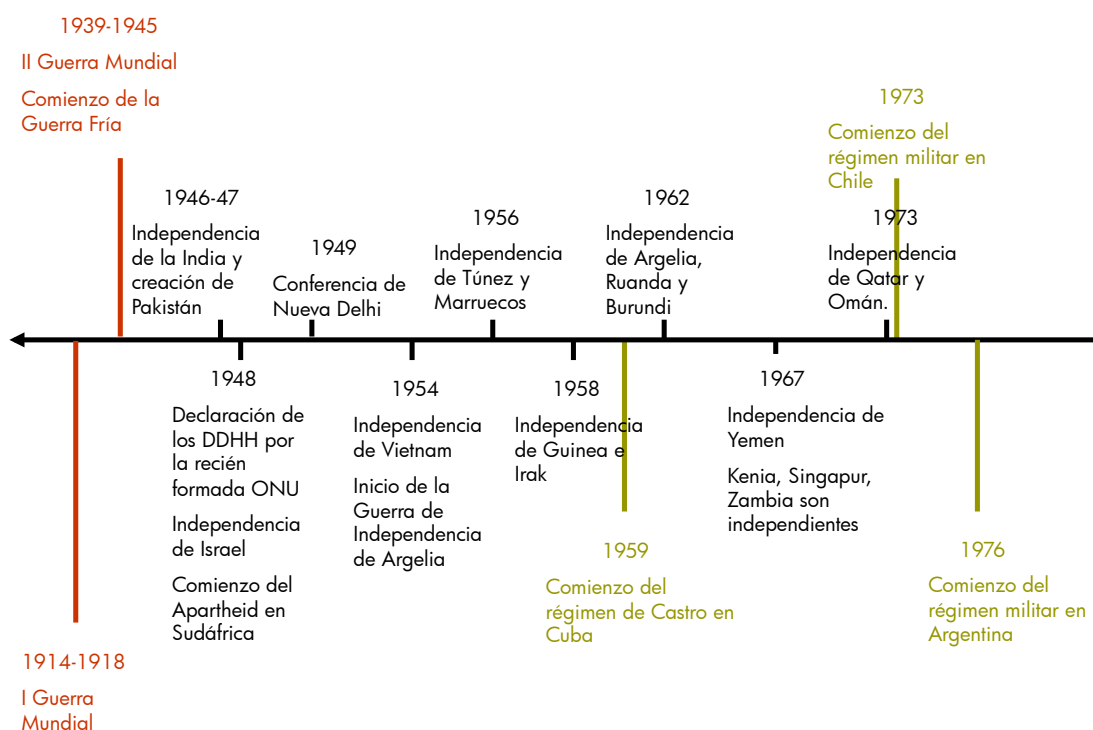 1939-1945
II Guerra Mundial
Comienzo de la
Guerra Fría
1946-47
Independencia
de la India y
creación de
Pakistán
1949
Conferencia de
Nueva Delhi
1956
Independencia
de Túnez y
Marruecos
1962
Independencia
de Argelia,
Ruanda y
Burundi
1973
Comienzo del
régimen militar en
Chile
1973
Independencia
de Qatar y
Omán.
1948
Declaración de
los DDHH por
la recién
formada ONU
Independencia
de Israel
Comienzo del
Apartheid en
Sudáfrica
1954
Independencia
de Vietnam
Inicio de la
Guerra de
Independencia
de Argelia
1958
Independencia
de Guinea e
Irak
1959
Comienzo del
régimen de Castro en
Cuba
1967
Independencia de
Yemen
Kenia, Singapur,
Zambia son
independientes
1976
Comienzo del
régimen militar en
Argentina
1914-1918
I Guerra
Mundial